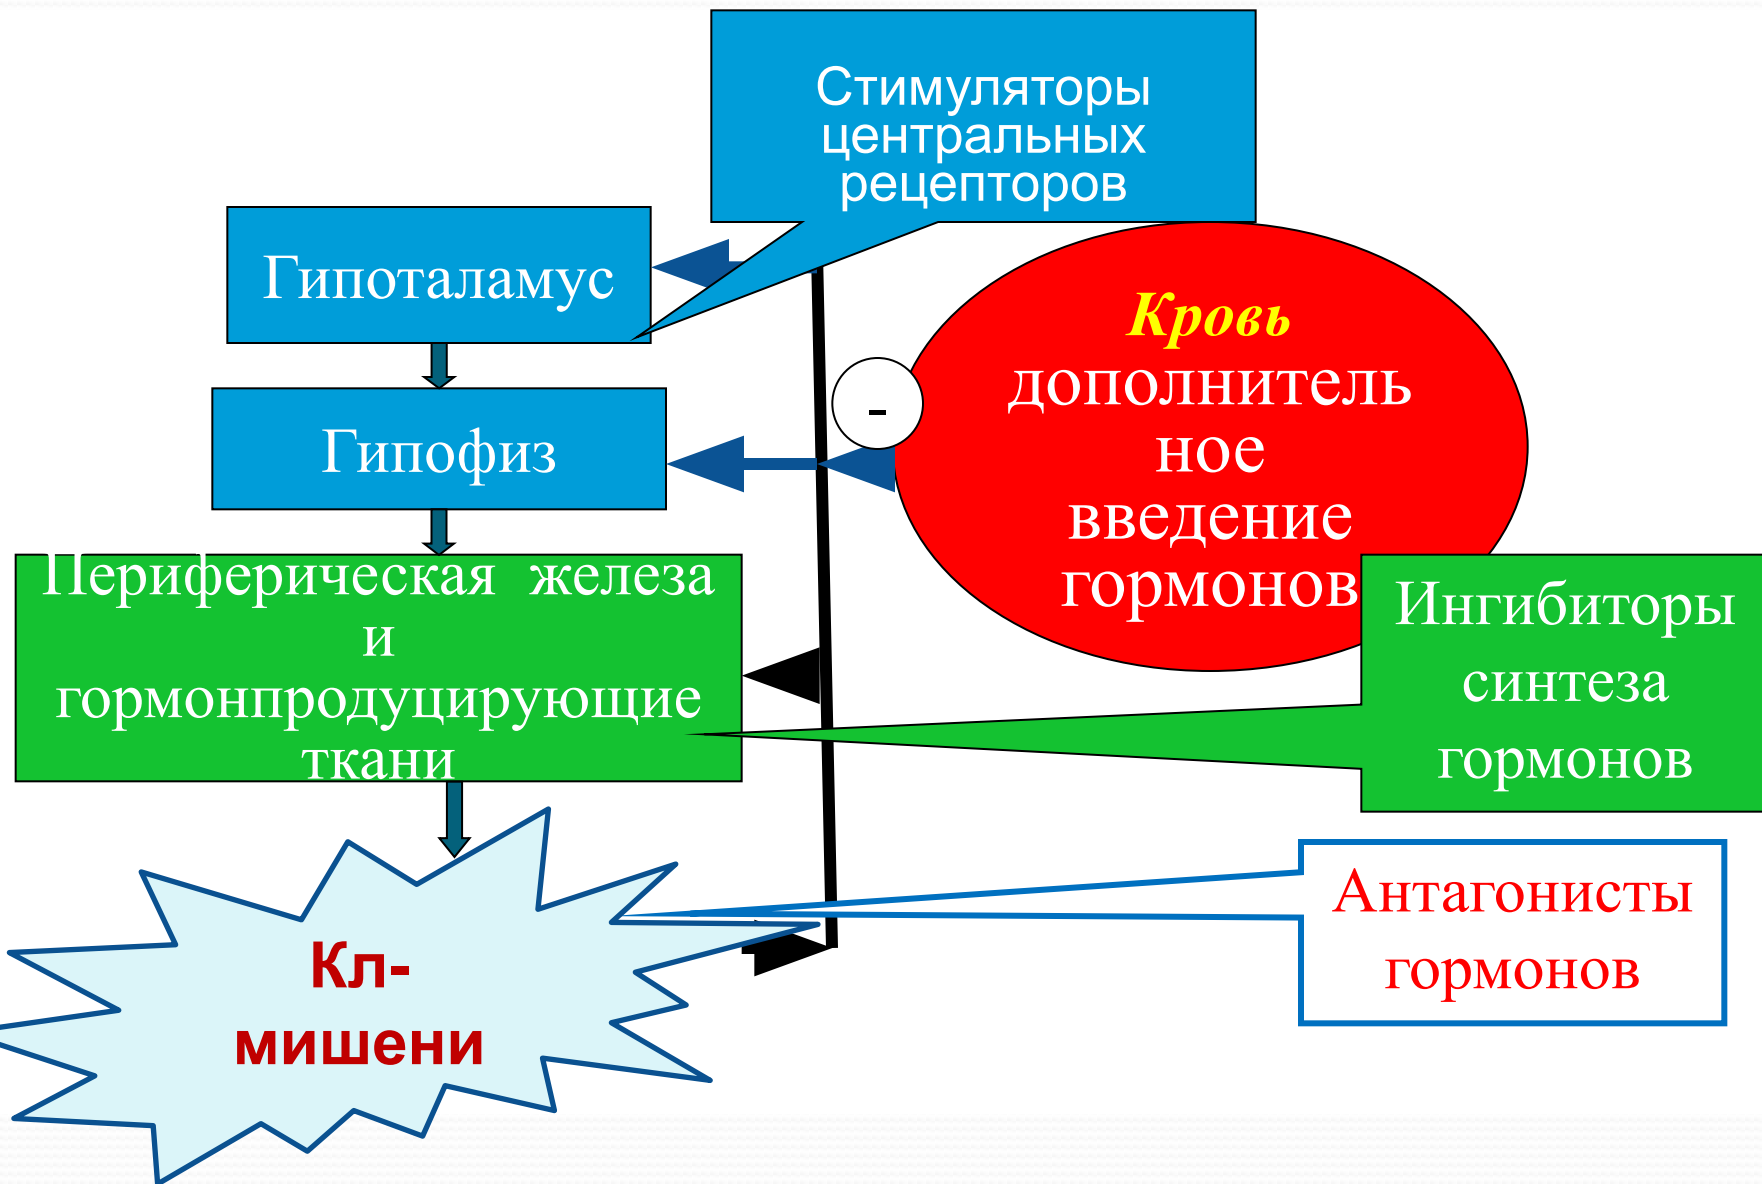 Стимуляторы
центральных
рецепторов
Гипоталамус
Кровь
дополнитель
ное
введение
гормонов
-
Гипофиз
Периферическая железа
и
гормонпродуцирующие
ткани
Ингибиторы
синтеза
гормонов
Антагонисты
гормонов
Кл-
мишени